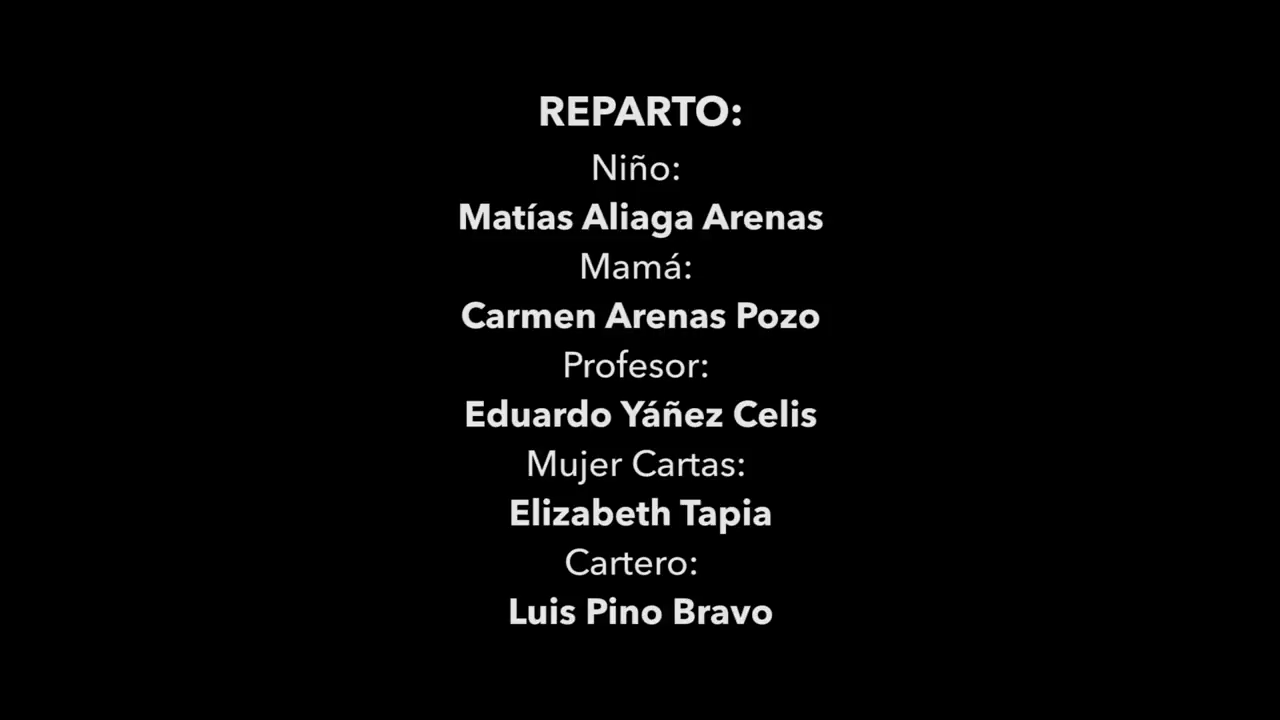 REPARTO:
Niño:
Matías Aliaga Arenas
Mamá:
Carmen Arenas Pozo
Profesor:
Eduardo Yáñez Celis
Mujer Cartas:
Elizabeth Tapia
Cartero:
Luis Pino Bravo